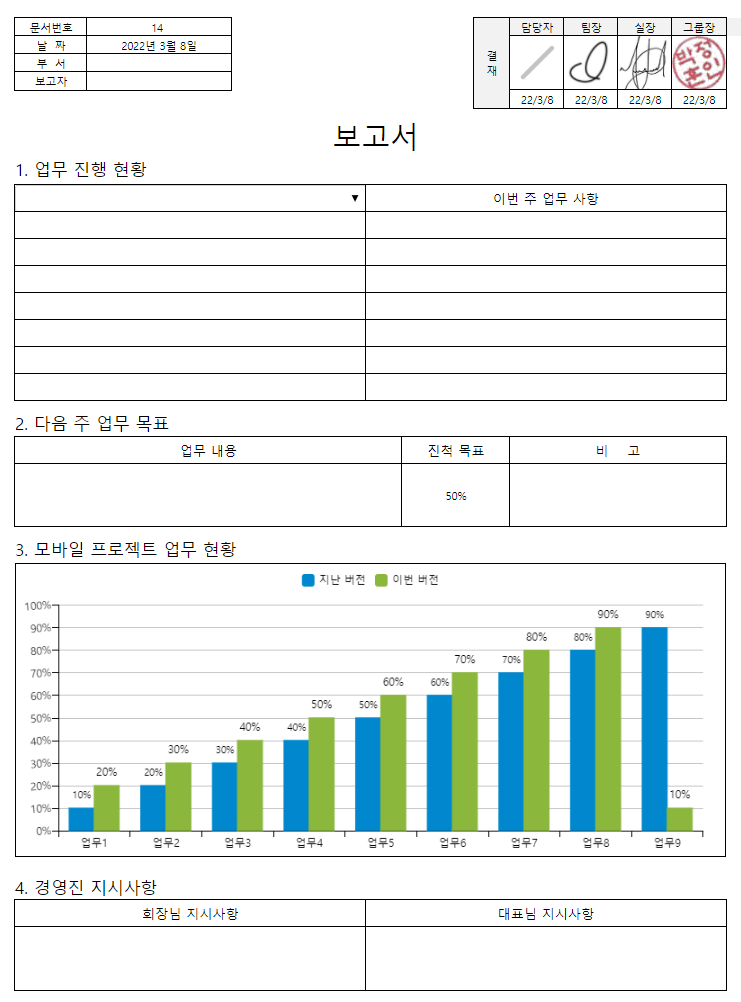 문서번호 14
날 짜 2022년 3월 8일
부 서
보고자
결재
담당자 팀장 실장 그룹장
박정훈인
22/3/8 22/3/8 22/3/8 22/3/8
보고서
1. 업무 진행 현황
▼ 이번 주 업무 사항
2. 다음 주 업무 목표
업무 내용 진척 목표 비 고
50%
3. 모바일 프로젝트 업무 현황
지난 버전 이번 버전
100%
90%
80%
70%
60%
50%
40%
30%
20%
10%
0%
10% 20% 20% 30% 30% 40% 40% 50% 50% 60% 60% 70% 70% 80% 80% 90% 90% 10%
업무1 업무2 업무3 업무4 업무5 업무6 업무7 업무8 업무9
4. 경영진 지시사항
회장님 지시사항 대표님 지시사항